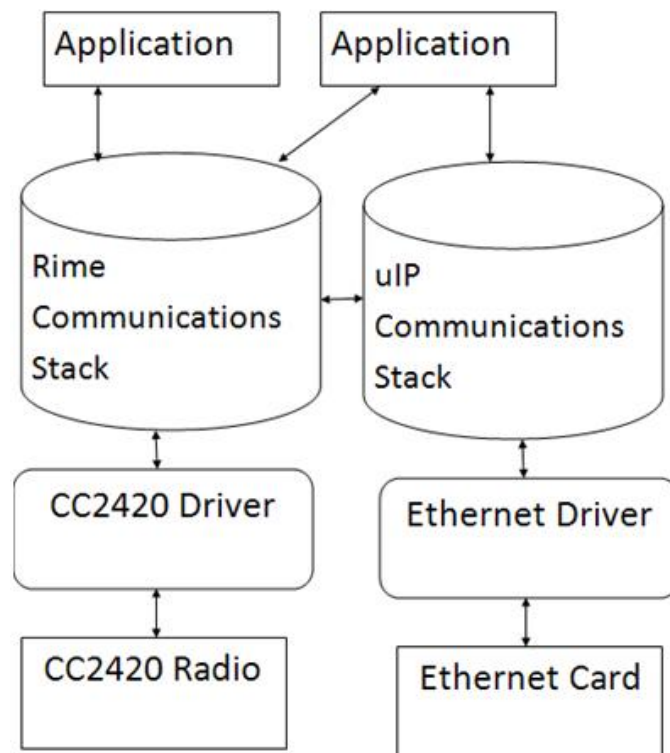 Application
Application
Rime
Communications
Stack
uIP
Communications
Stack
CC2420 Driver
Ethernet Driver
CC2420 Radio
Ethernet Card